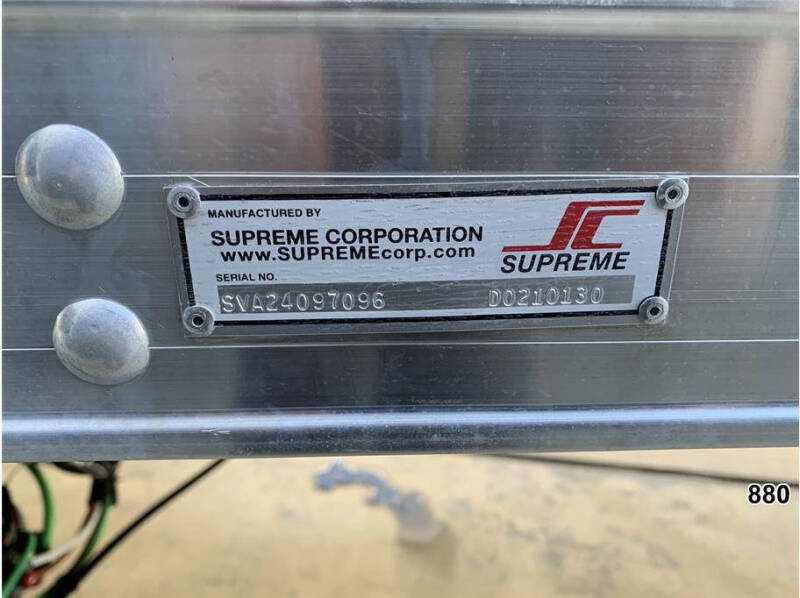 MANUFACTURED BY
SUPREME CORPORATION
www.SUPREMEcorp.com
SUPREME
SERIAL NO.
SVA24097096 D0210130
880